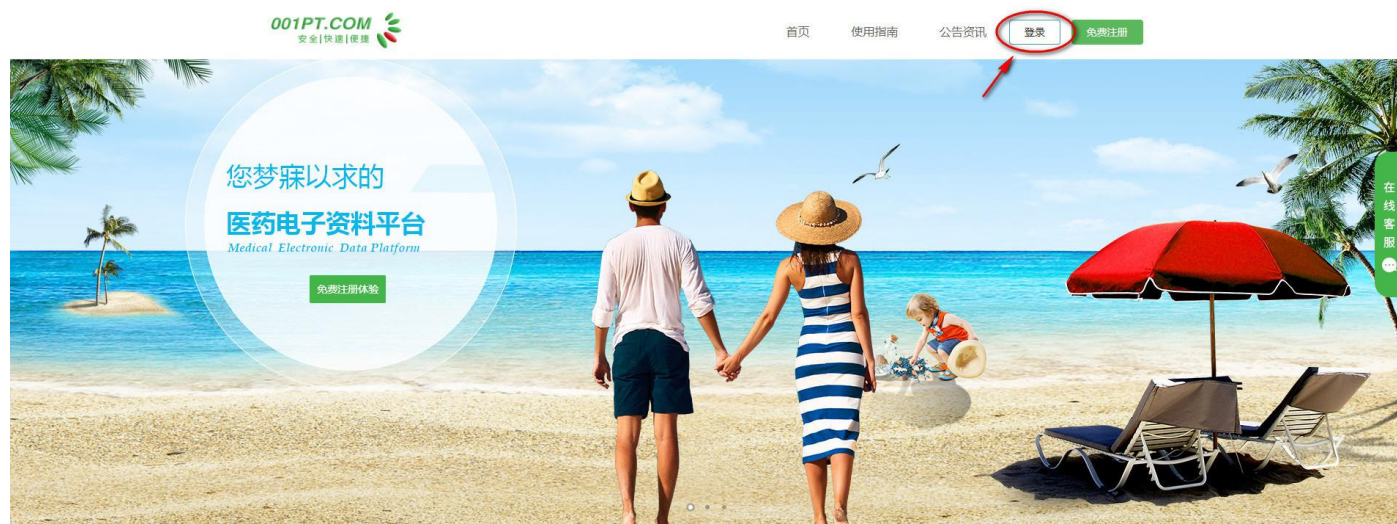 001PT.COM
安全|快速|便捷
首页
使用指南
公告资讯
登录
免费注册
您梦寐以求的
医药电子资料平台
Medical Electronic Data Platform
免费注册体验
在线客服